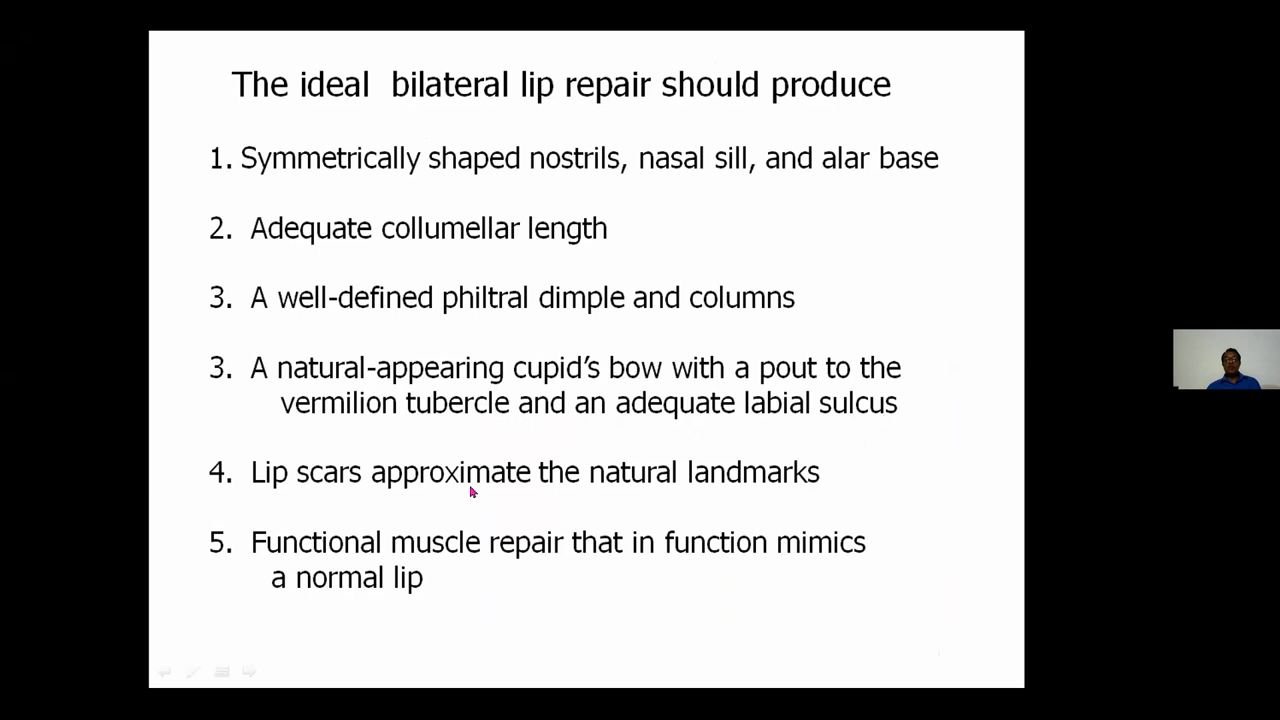 The ideal bilateral lip repair should produce
1. Symmetrically shaped nostrils, nasal sill, and alar base
2. Adequate collumellar length
3. A well-defined philtral dimple and columns
3. A natural-appearing cupid's bow with a pout to the
vermilion tubercle and an adequate labial sulcus
4. Lip scars approximate the natural landmarks
5. Functional muscle repair that in function mimics
a normal lip